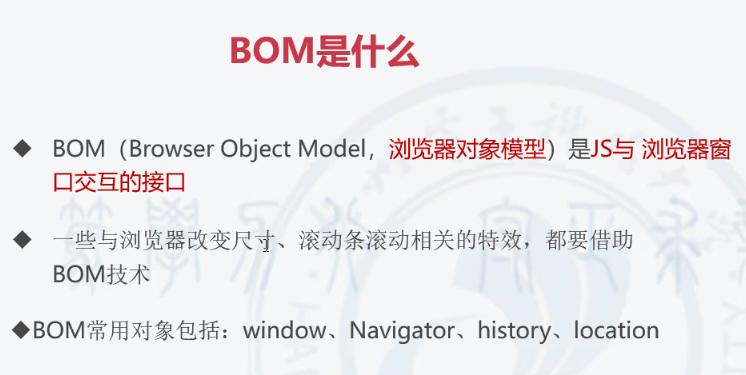 BOM是什么
◆ BOM（Browser Object Model，浏览器对象模型）是JS与 浏览器窗
口交互的接口
◆ 一些与浏览器改变尺寸、滚动条滚动相关的特效，都要借助
BOM技术
◆BOM常用对象包括：window、Navigator、history、location